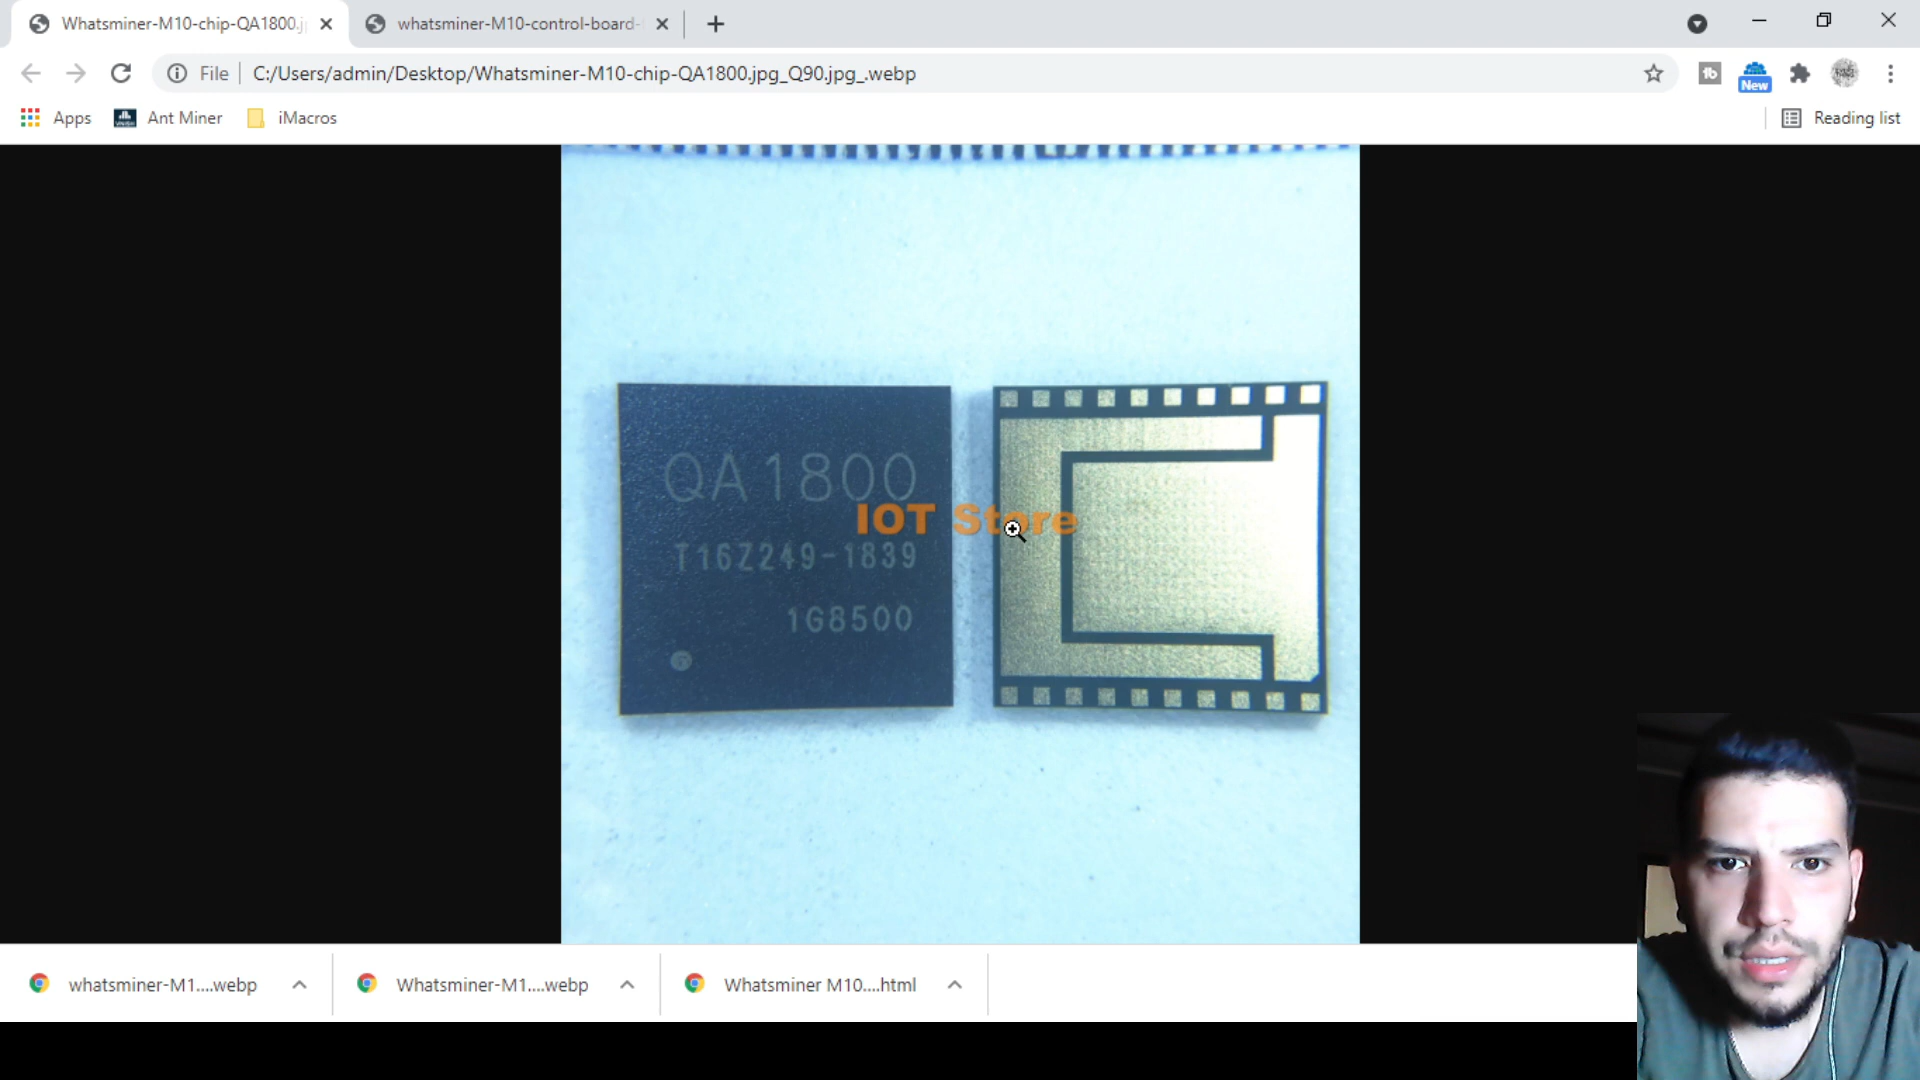 Whatsminer-M10-chip-QA1800.j
whatsminer-M10-control-board-
File
C:/Users/admin/Desktop/Whatsminer-M10-chip-QA1800.jpg_Q90.jpg_.webp
New
Apps
Ant Miner
iMacros
Reading list
QA1800
IOT Store
T16Z249-1839
1G8500
whatsminer-M1....webp
Whatsminer-M1....webp
Whatsminer M10....html